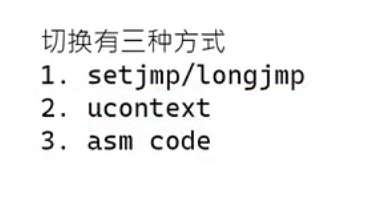 切换有三种方式
1. setjmp/longjmp
2. ucontext
3. asm code